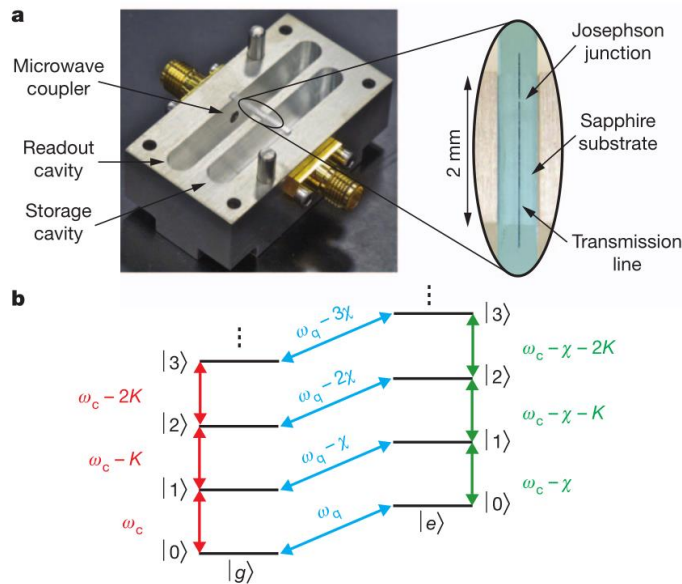 a
Microwave
coupler
Readout
cavity
Storage
cavity
2 mm
Josephson
junction
Sapphire
substrate
Transmission
line
b
|3⟩
|2⟩
|1⟩
|0⟩
|g⟩
ω_c − 2K
ω_c − K
ω_c
ω_q − 3χ
ω_q − 2χ
ω_q − χ
ω_q
|3⟩
|2⟩
|1⟩
|0⟩
|e⟩
ω_c − χ − 2K
ω_c − χ − K
ω_c − χ